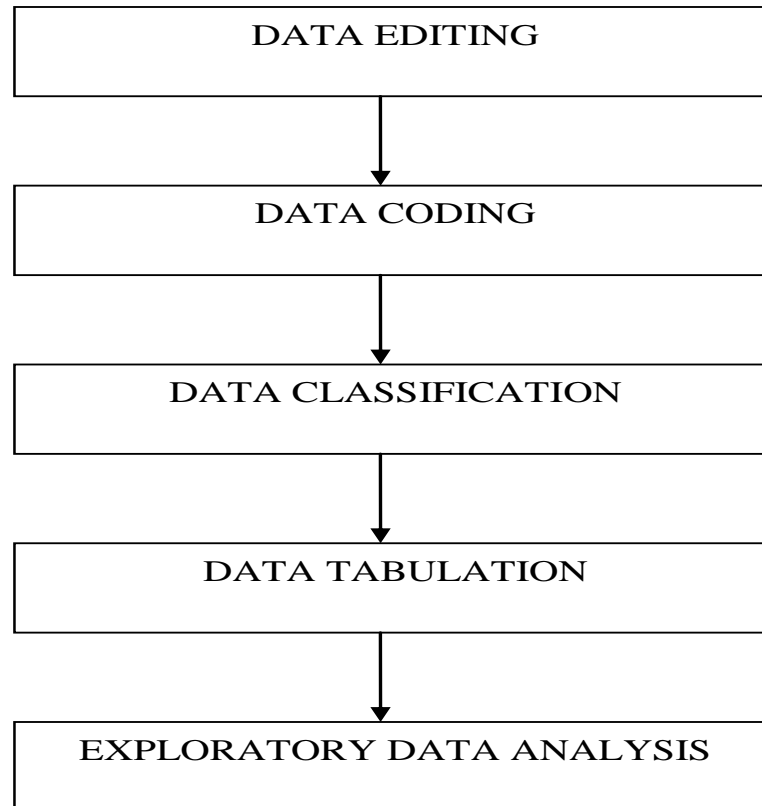 DATA EDITING
DATA CODING
DATA CLASSIFICATION
DATA TABULATION
EXPLORATORY DATA ANALYSIS